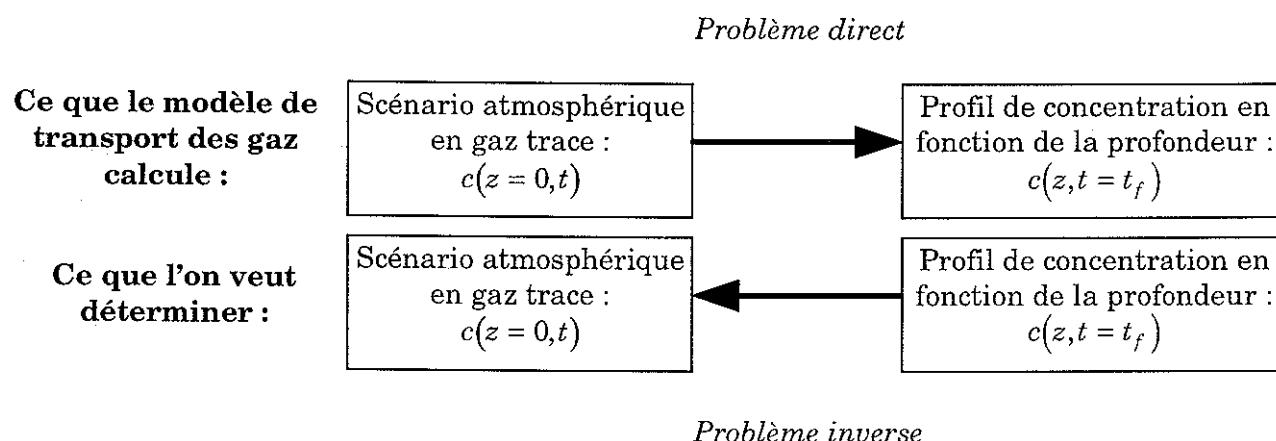 Problème direct
Ce que le modèle de
transport des gaz
calcule :
Scénario atmosphérique
en gaz trace :
c(z = 0,t)
Profil de concentration en
fonction de la profondeur :
c(z,t = t_f)
Ce que l'on veut
déterminer :
Scénario atmosphérique
en gaz trace :
c(z = 0,t)
Profil de concentration en
fonction de la profondeur :
c(z,t = t_f)
Problème inverse